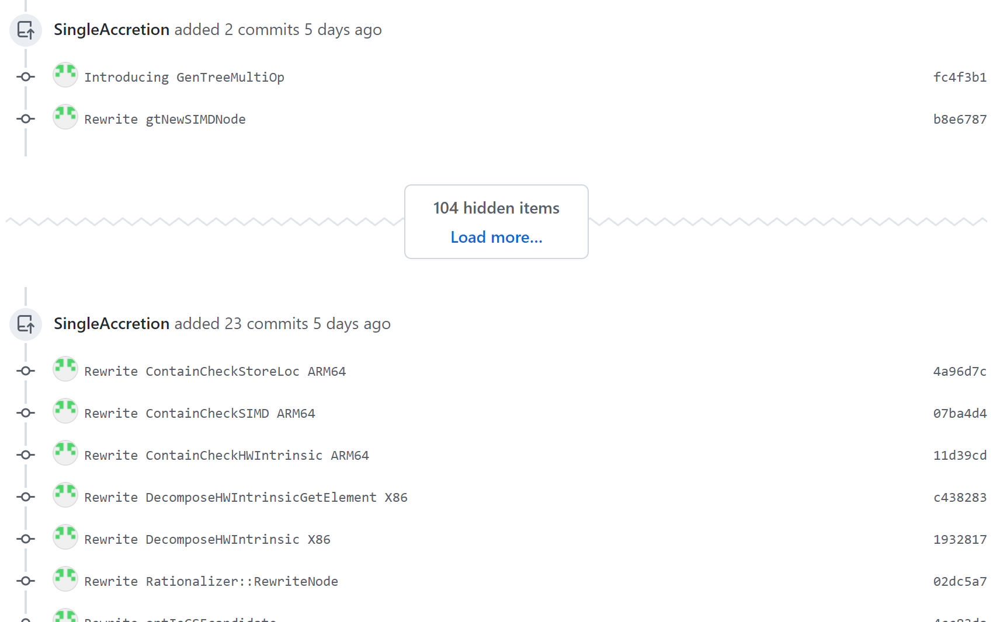 SingleAccretion added 2 commits 5 days ago
Introducing GenTreeMultiOp fc4f3b1
Rewrite gtNewSIMDNode b8e6787
104 hidden items
Load more...
SingleAccretion added 23 commits 5 days ago
Rewrite ContainCheckStoreLoc ARM64 4a96d7c
Rewrite ContainCheckSIMD ARM64 07ba4d4
Rewrite ContainCheckHWIntrinsic ARM64 11d39cd
Rewrite DecomposeHWIntrinsicGetElement X86 c438283
Rewrite DecomposeHWIntrinsic X86 1932817
Rewrite Rationalizer::RewriteNode 02dc5a7
Rewrite optIsCSEcandidate